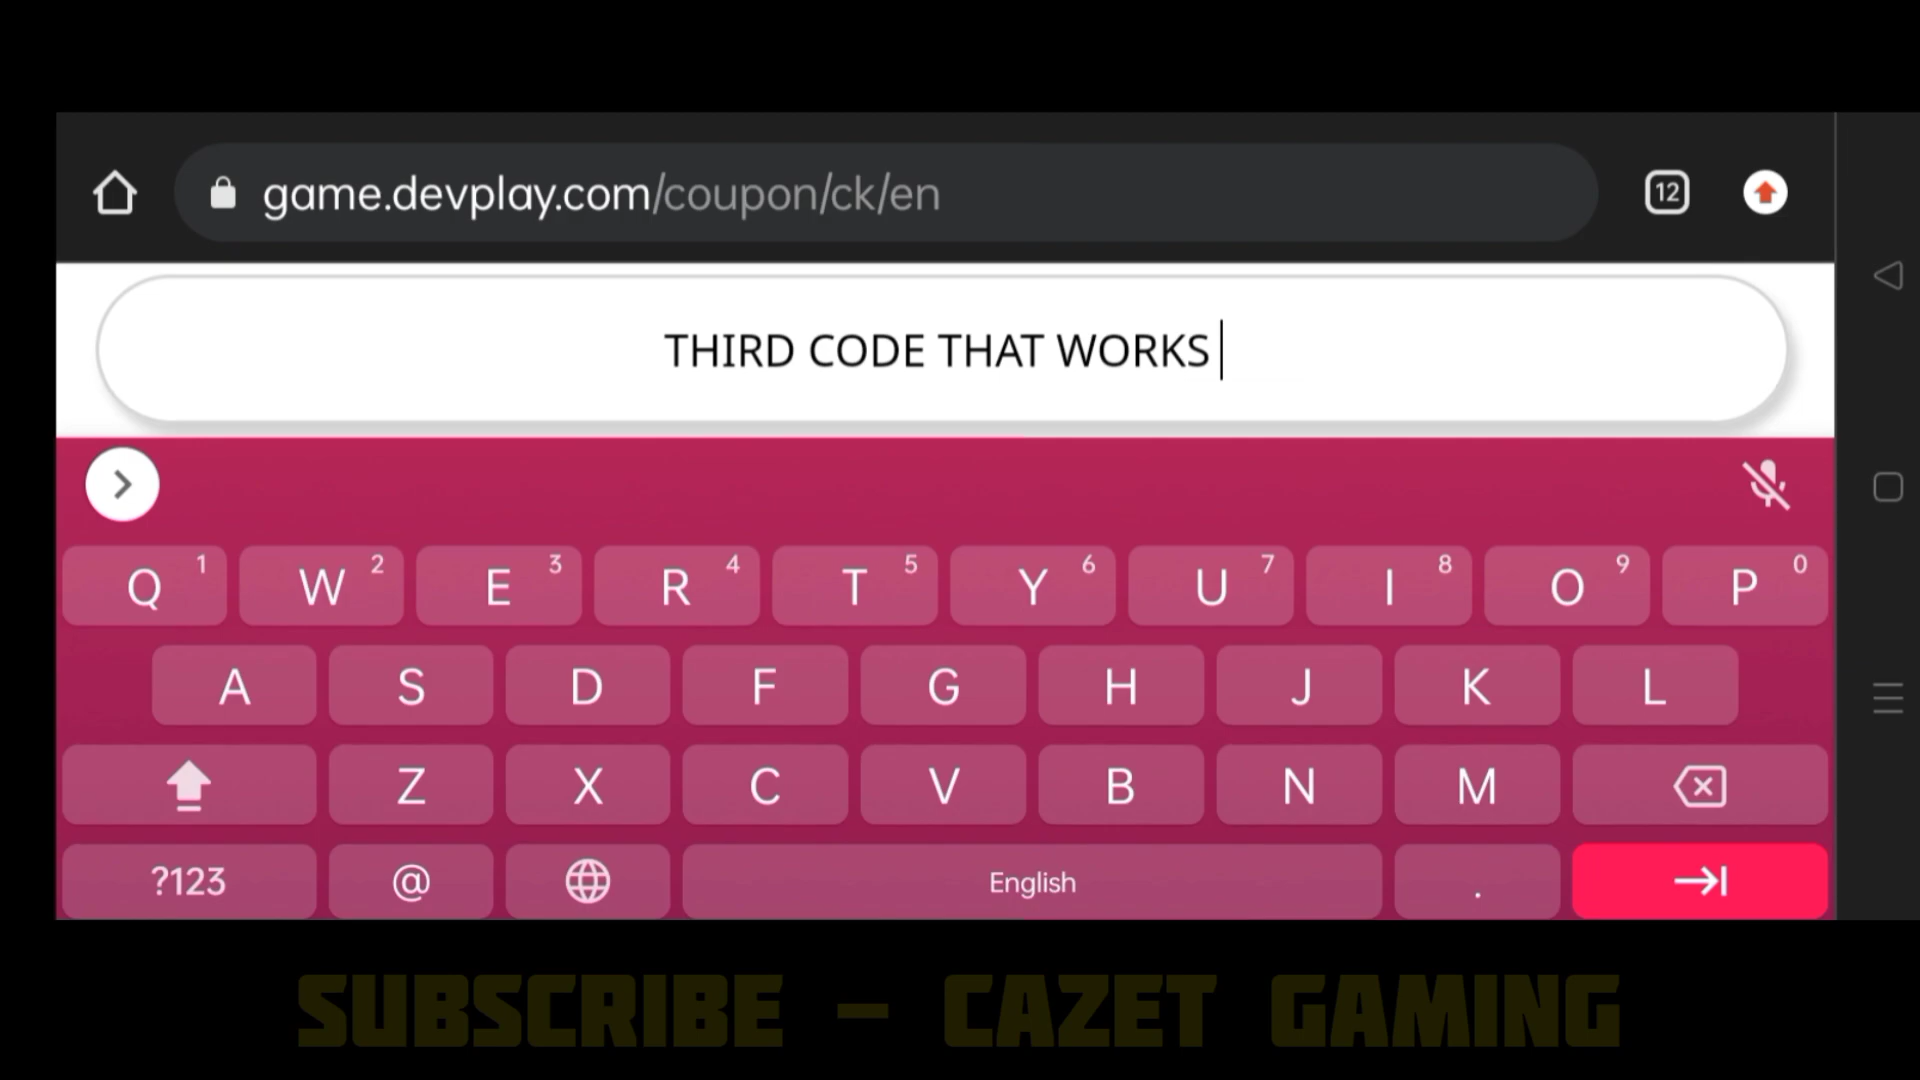 game.devplay.com/coupon/ck/en 12
THIRD CODE THAT WORKS
Q 1 W 2 E 3 R 4 T 5 Y 6 U 7 I 8 O 9 P 0
A S D F G H J K L
Z X C V B N M
?123 @ English .
SUBSCRIBE - CAZET GAMING